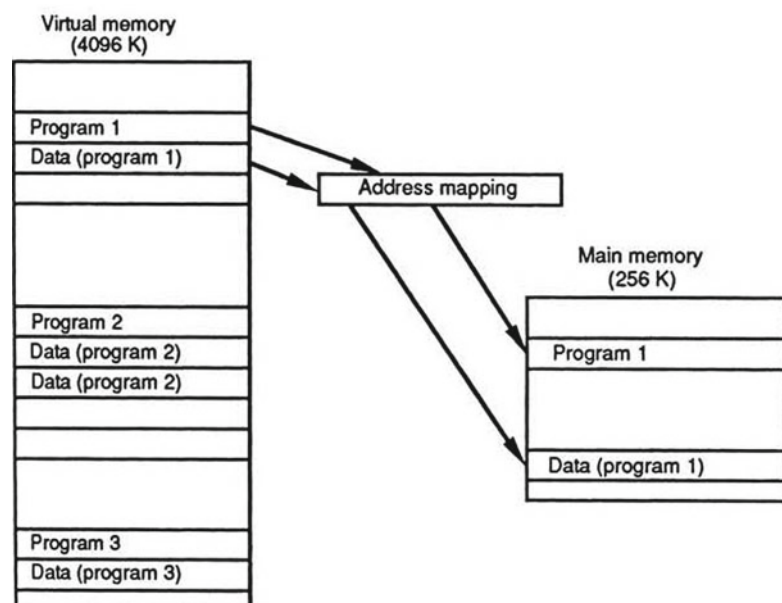 Virtual memory
(4096 K)
Program 1
Data (program 1)
Address mapping
Main memory
(256 K)
Program 2
Data (program 2)
Data (program 2)
Program 1
Data (program 1)
Program 3
Data (program 3)